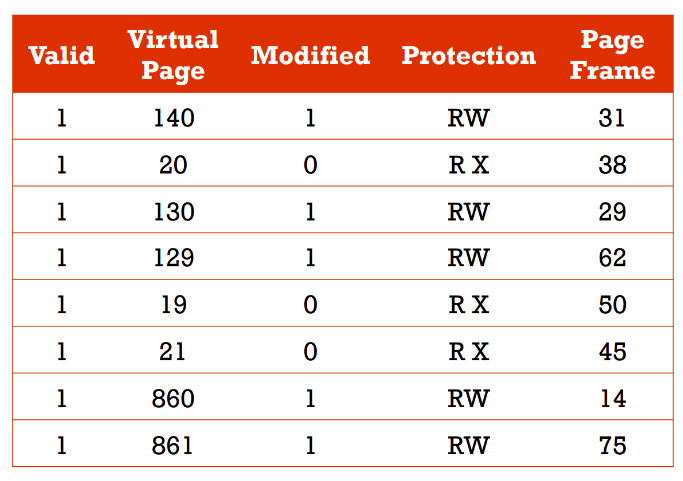 Valid Virtual Page Modified Protection Page Frame
1 140 1 RW 31
1 20 0 R X 38
1 130 1 RW 29
1 129 1 RW 62
1 19 0 R X 50
1 21 0 R X 45
1 860 1 RW 14
1 861 1 RW 75